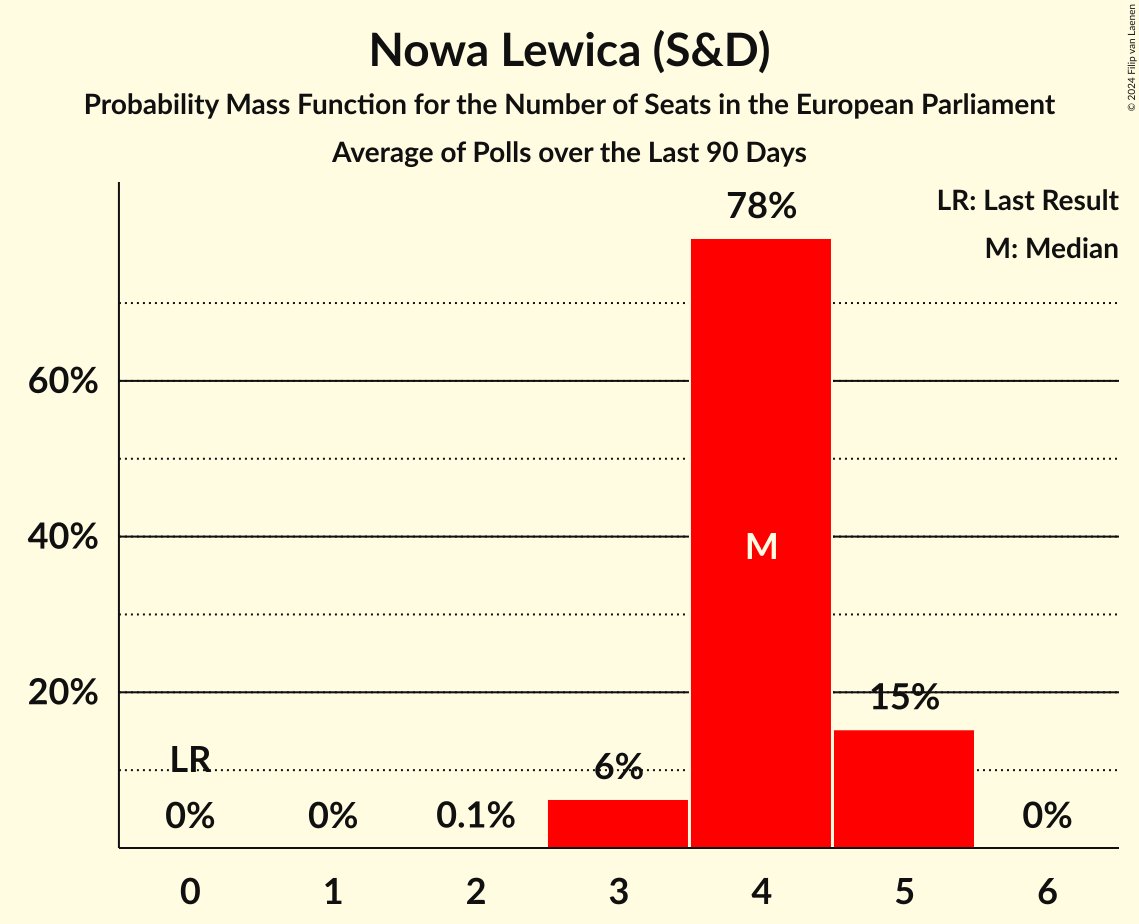 Nowa Lewica (S&D)
Probability Mass Function for the Number of Seats in the European Parliament
Average of Polls over the Last 90 Days
© 2024 Filip van Laenen
LR: Last Result
M: Median
78%
60%
40%
M
20%
15%
LR
6%
0%
0%
0.1%
0%
0
1
2
3
4
5
6